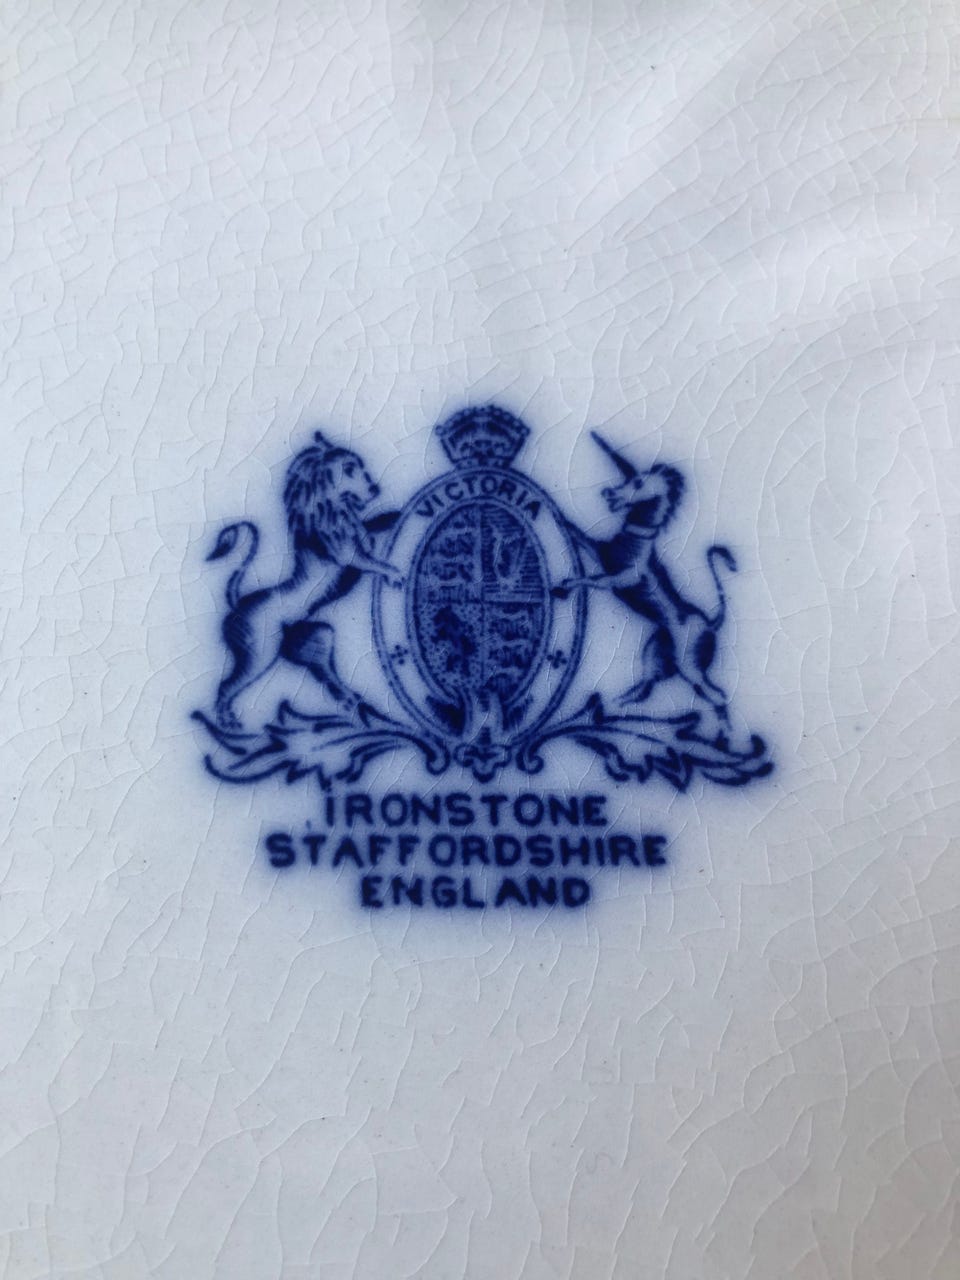 VICTORIA
IRONSTONE
STAFFORDSHIRE
ENGLAND